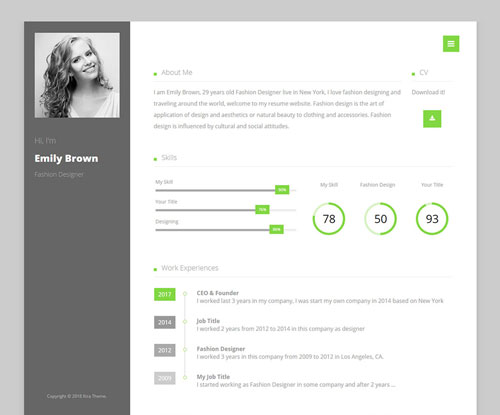 Hi, I'm
Emily Brown
Fashion Designer
Copyright © 2018 Nea Theme.
About Me
I am Emily Brown, 29 years old Fashion Designer live in New York, I love fashion designing and
traveling around the world, welcome to my resume website. Fashion design is the art of
application of design and aesthetics or natural beauty to clothing and accessories. Fashion
design is influenced by cultural and social attitudes.
CV
Download it!
Skills
My Skill
90%
Your Title
Designing
My Skill
78
Fashion Design
50
Your Title
93
Work Experiences
2017
CEO & Founder
I worked last 3 years in my company, I was start my own company in 2014 based on New York
2014
Job Title
I worked 2 years from 2012 to 2014 in this company as designer
2012
Fashion Designer
I worked 3 years in this company from 2009 to 2012 in Los Angeles, CA.
2009
My Job Title
I started working as Fashion Designer in some company and after 2 years ...